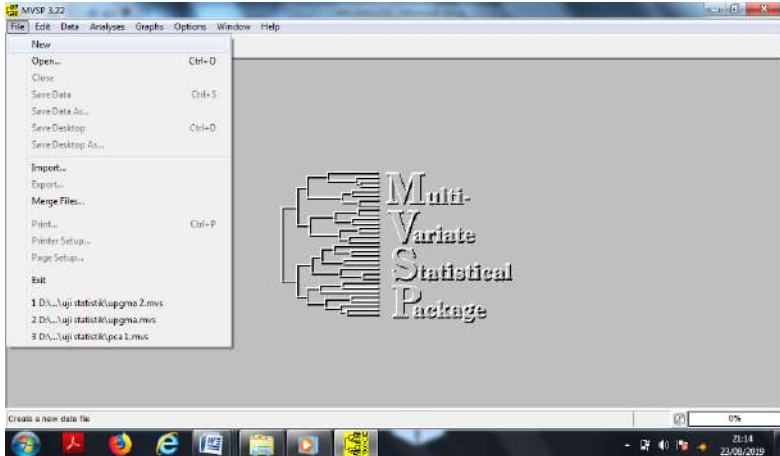 MVSP 3.22
File Edit Data Analyses Graphs Options Window Help
New
Open... Ctrl+O
Close
Save Data Ctrl+S
Save Data As...
Save Desktop Ctrl+D
Save Desktop As...
Import...
Export...
Merge Files...
Print... Ctrl+P
Printer Setup...
Page Setup...
Exit
1 D:\...\uji statistik\upgma 2.mvs
2 D:\...\uji statistik\upgma.mvs
3 D:\...\uji statistik\pca 1.mvs
Multi-
Variate
Statistical
Package
Create a new data file
0%
21:14
23/08/2019